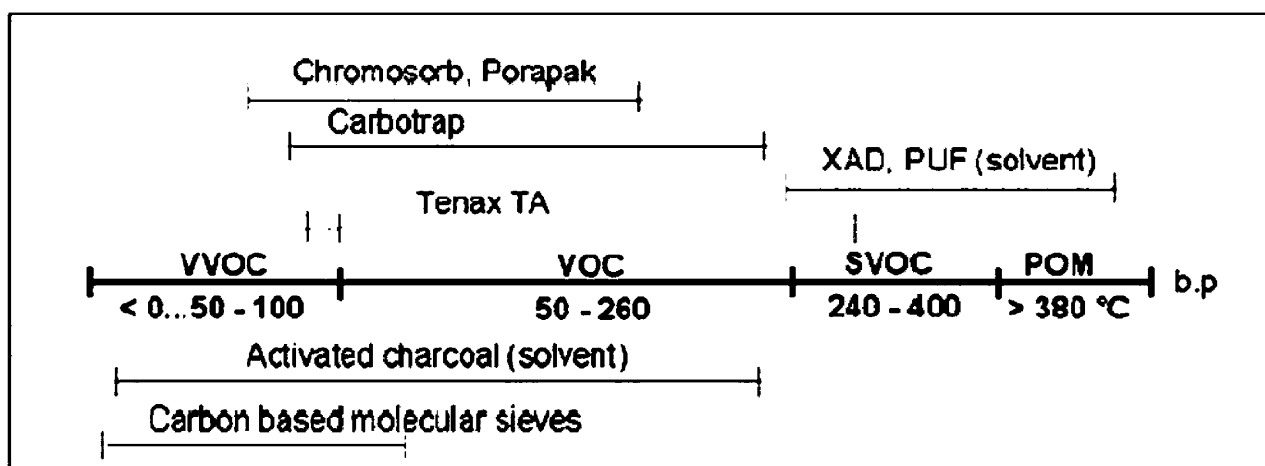 Chromosorb, Porapak
Carbotrap
XAD, PUF (solvent)
Tenax TA
VVOC VOC SVOC POM b.p
< 0...50 - 100 50 - 260 240 - 400 > 380 °C
Activated charcoal (solvent)
Carbon based molecular sieves